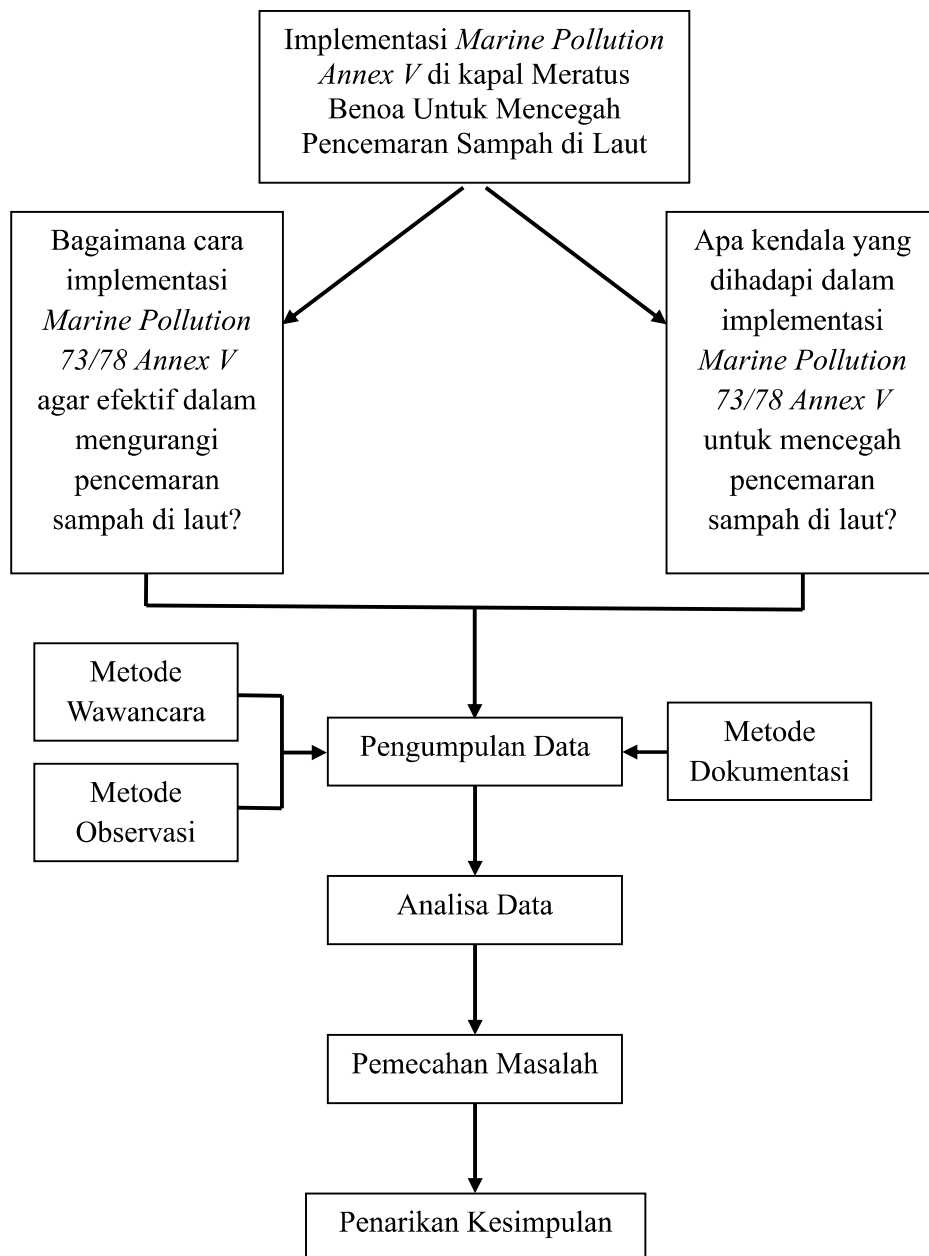 Implementasi Marine Pollution
Annex V di kapal Meratus
Benoa Untuk Mencegah
Pencemaran Sampah di Laut
Bagaimana cara
implementasi
Marine Pollution
73/78 Annex V
agar efektif dalam
mengurangi
pencemaran
sampah di laut?
Apa kendala yang
dihadapi dalam
implementasi
Marine Pollution
73/78 Annex V
untuk mencegah
pencemaran
sampah di laut?
Metode
Wawancara
Metode
Observasi
Pengumpulan Data
Metode
Dokumentasi
Analisa Data
Pemecahan Masalah
Penarikan Kesimpulan